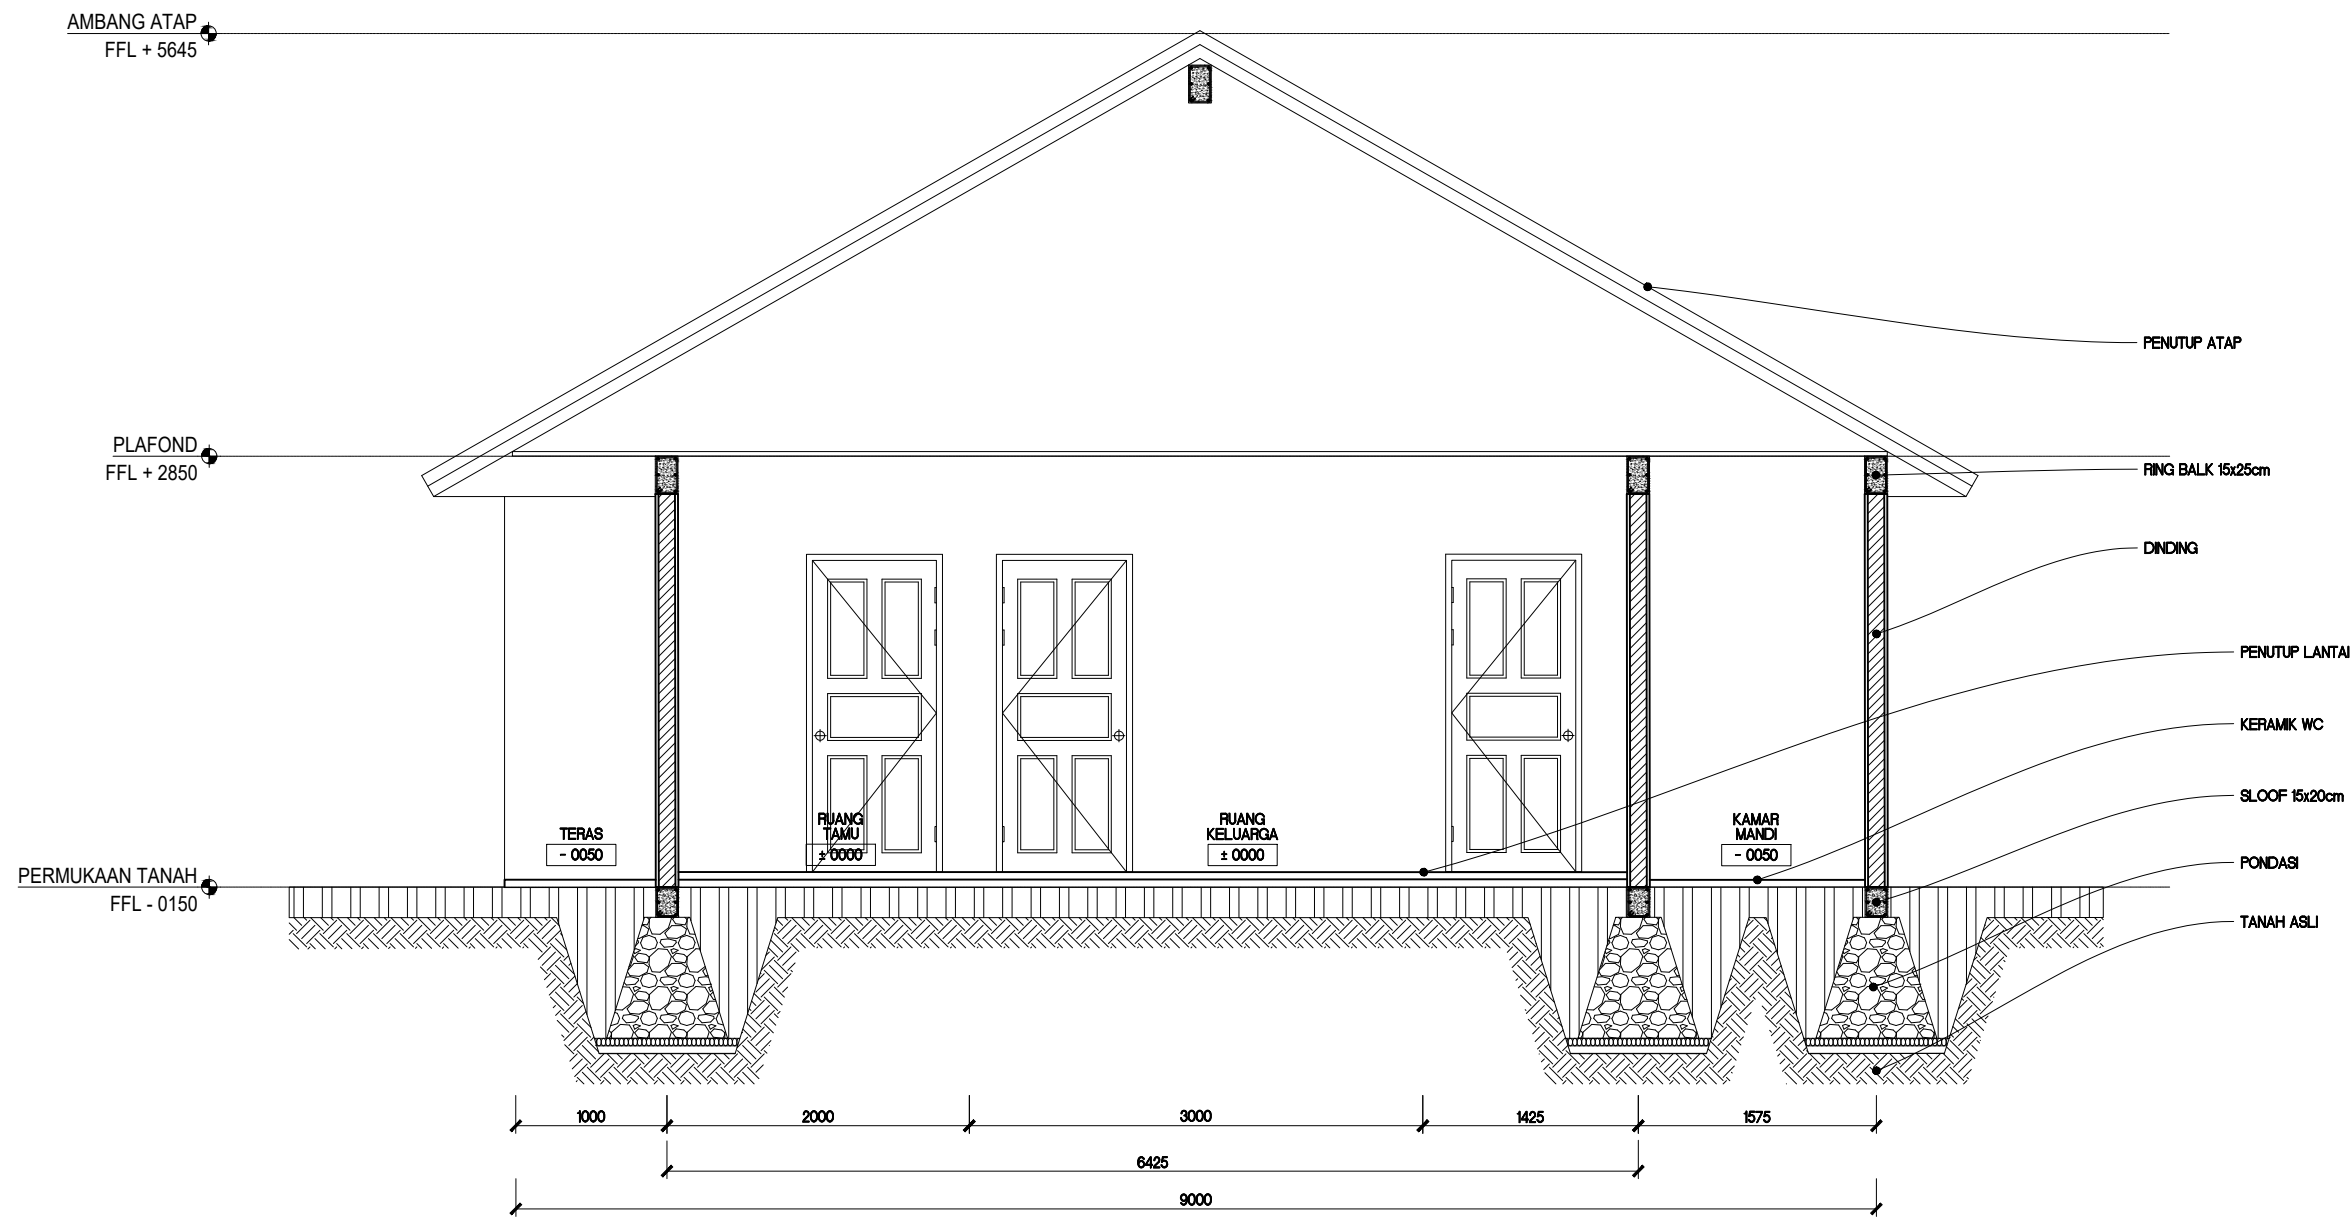 AMBANG ATAP
FFL + 5645
PENUTUP ATAP
PLAFOND
FFL + 2850
RING BALK 15x25cm
DINDING
PENUTUP LANTAI
KERAMIK WC
SLOOF 15x20cm
TERAS
- 0050
RUANG
TAMU
± 0000
RUANG
KELUARGA
± 0000
KAMAR
MANDI
- 0050
PONDASI
PERMUKAAN TANAH
FFL - 0150
TANAH ASLI
1000
2000
3000
1425
1575
6425
9000